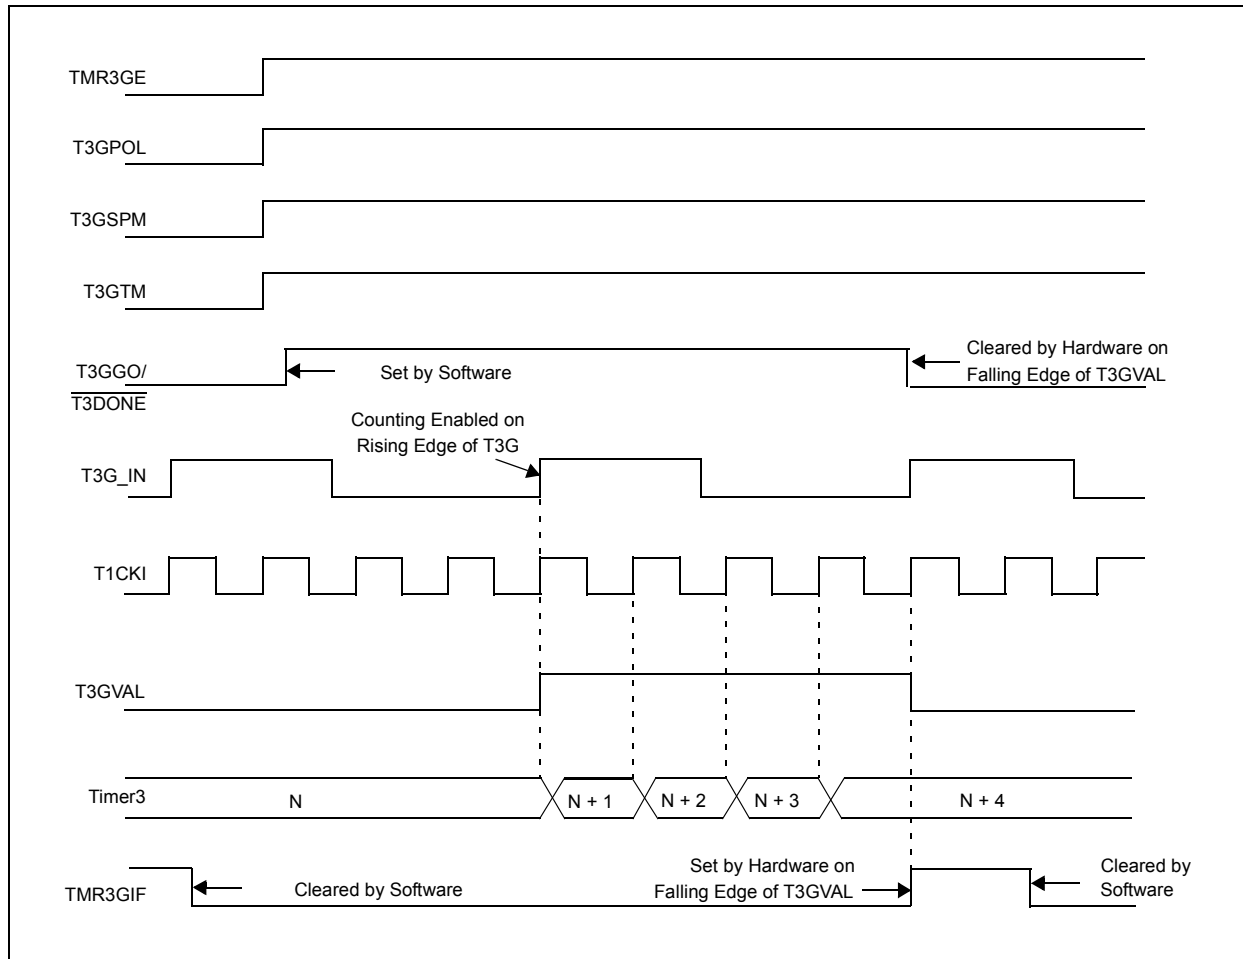 TMR3GE
T3GPOL
T3GSPM
T3GTM
T3GGO/
T3DONE
Set by Software
Cleared by Hardware on
Falling Edge of T3GVAL
Counting Enabled on
Rising Edge of T3G
T3G_IN
T1CKI
T3GVAL
Timer3
N
N + 1
N + 2
N + 3
N + 4
TMR3GIF
Cleared by Software
Set by Hardware on
Falling Edge of T3GVAL
Cleared by
Software